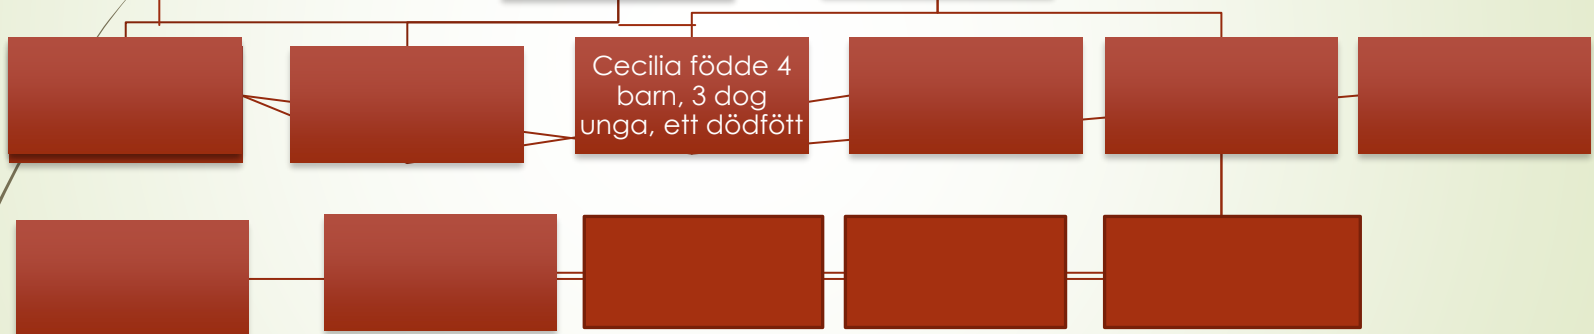 Cecilia födde 4
barn, 3 dog
unga, ett dödfött